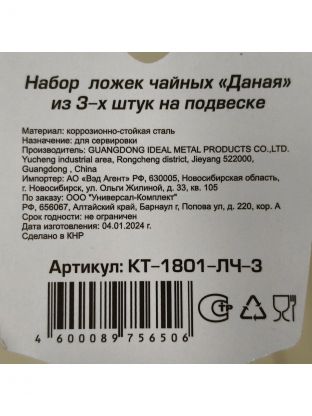 Набор ложек чайных «Даная»
из 3-х штук на подвеске
Материал: коррозионно-стойкая сталь
Назначение: для сервировки
Производитель: GUANGDONG IDEAL METAL PRODUCTS CO.,LTD.
Yucheng industrial area, Rongcheng district, Jieyang 522000,
Guangdong , China
Импортер: АО «Вад Агент» РФ, 630005, Новосибирская область,
г. Новосибирск, ул. Ольги Жилиной, д. 33, кв. 105
По заказу: ООО "Универсал-Комплект"
РФ, 656067, Алтайский край, Барнаул г, Попова ул, д. 220, кор. А
Срок годности: не ограничен
Дата изготовления: 04.01.2024 г.
Сделано в КНР
Артикул: КТ-1801-ЛЧ-3
4 600089 756506